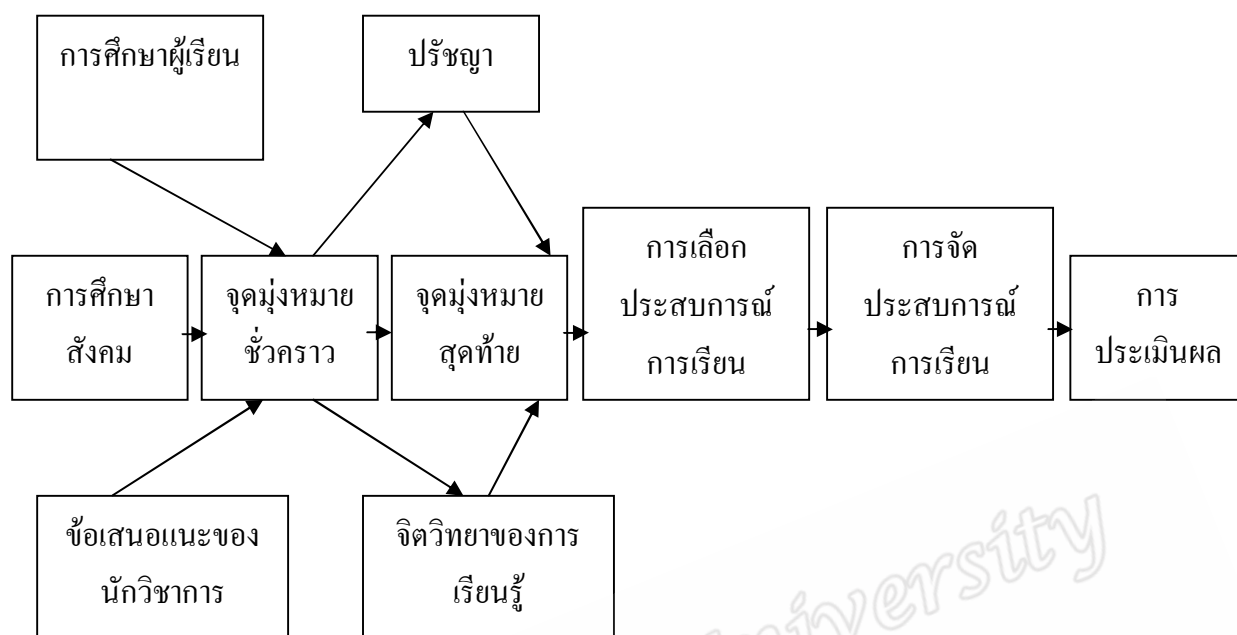 การศึกษาผู้เรียน
ปรัชญา
การศึกษา
สังคม
จุดมุ่งหมาย
ชั่วคราว
จุดมุ่งหมาย
สุดท้าย
การเลือก
ประสบการณ์
การเรียน
การจัด
ประสบการณ์
การเรียน
การ
ประเมินผล
ข้อเสนอแนะของ
นักวิชาการ
จิตวิทยาของการ
เรียนรู้